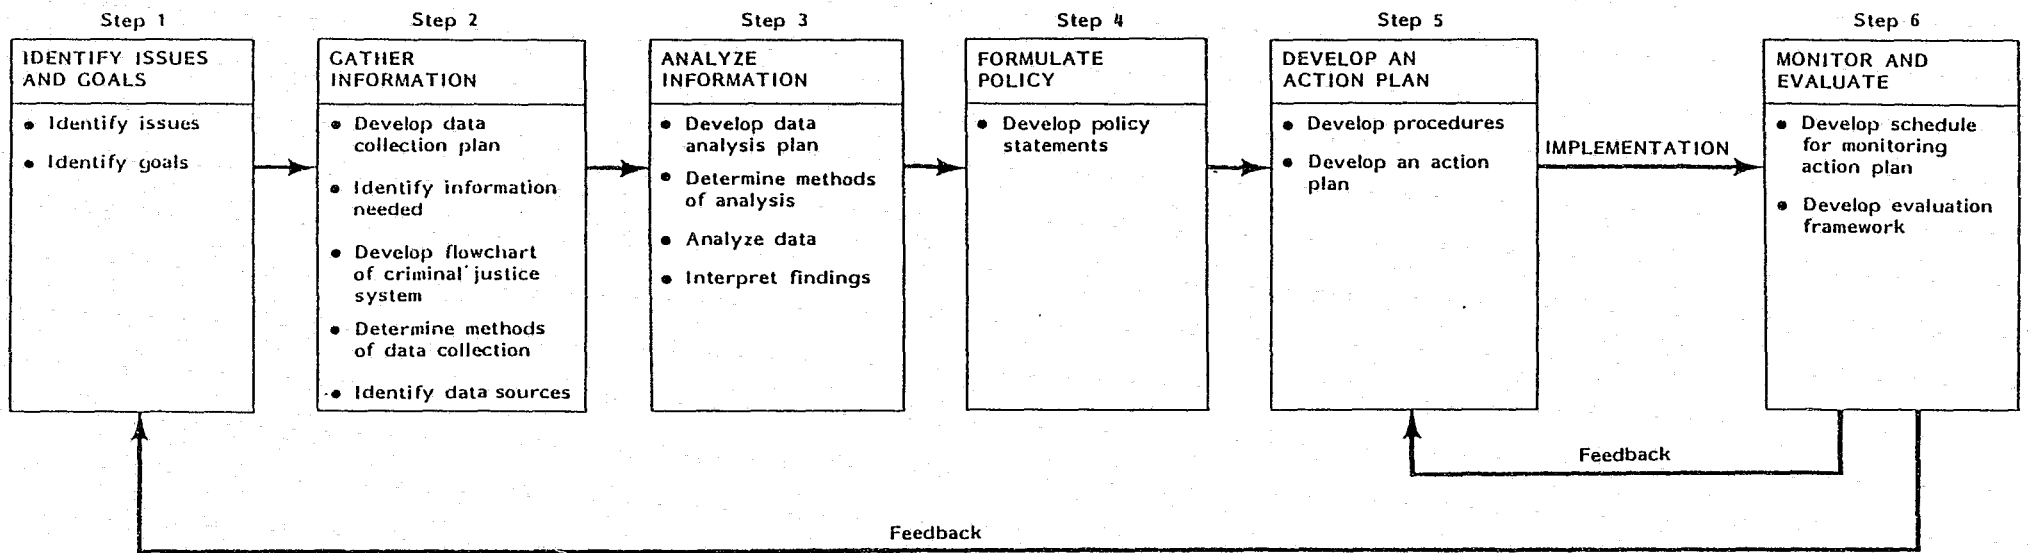 Step 1
IDENTIFY ISSUES
AND GOALS
• Identify issues
• Identify goals
Step 2
GATHER
INFORMATION
• Develop data
collection plan
• Identify information
needed
• Develop flowchart
of criminal justice
system
• Determine methods
of data collection
• Identify data sources
Step 3
ANALYZE
INFORMATION
• Develop data
analysis plan
• Determine methods
of analysis
• Analyze data
• Interpret findings
Step 4
FORMULATE
POLICY
• Develop policy
statements
Step 5
DEVELOP AN
ACTION PLAN
• Develop procedures
• Develop an action
plan
IMPLEMENTATION
Step 6
MONITOR AND
EVALUATE
• Develop schedule
for monitoring
action plan
• Develop evaluation
framework
Feedback
Feedback